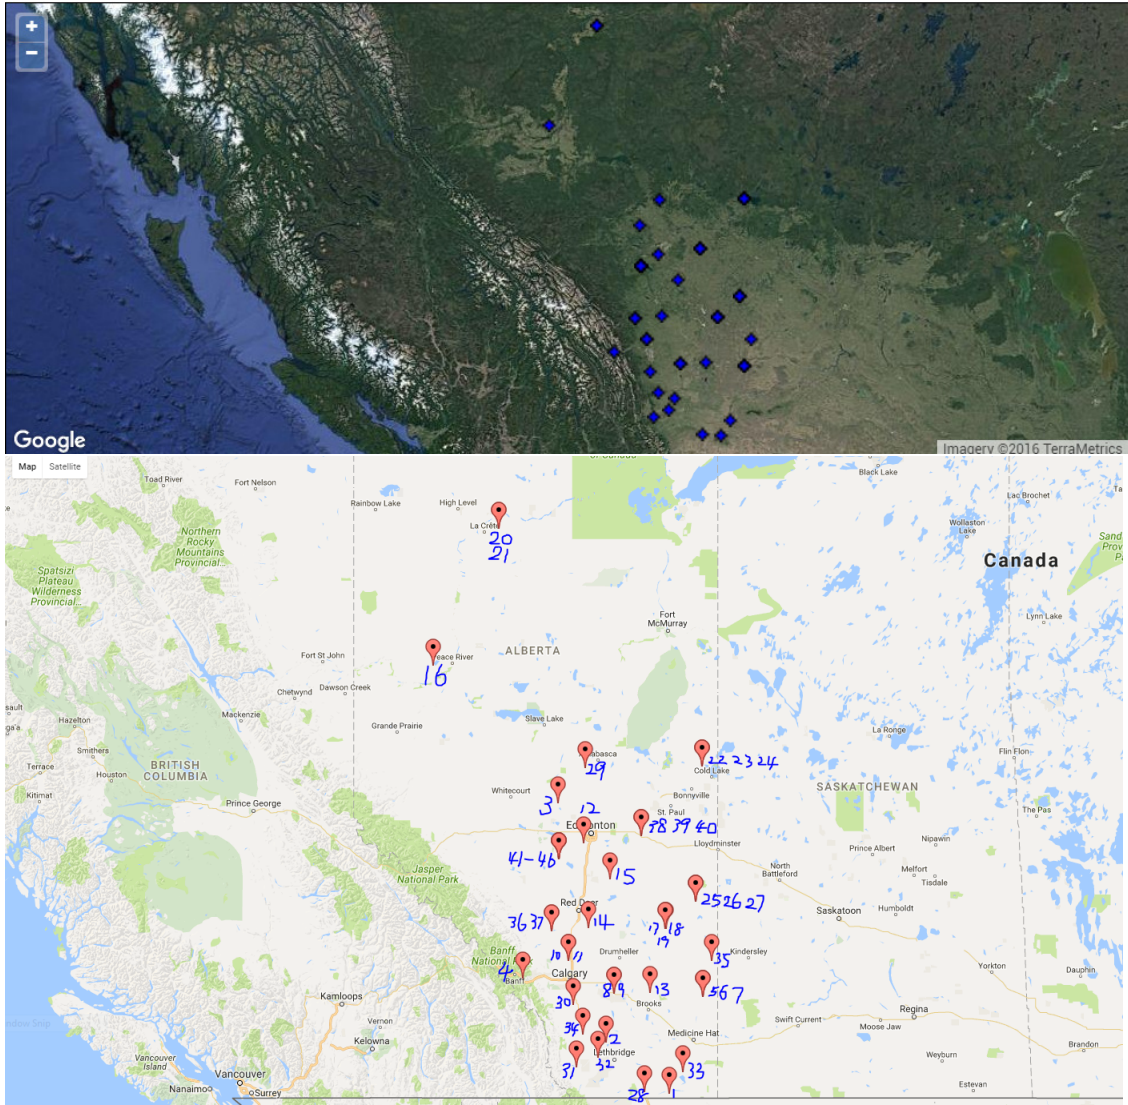 +
−
Google
Imagery ©2016 TerraMetrics
Map Satellite
Toad River
Fort Nelson
Rainbow Lake
High Level
La Crête
20
21
Black Lake
Lac Brochet
Wollaston Lake
Northern Rocky Mountains Provincial...
Spatsizi Plateau Wilderness Provincial...
Canada
Lynn Lake
Fort McMurray
Fort St John
eace River
16
ALBERTA
Chetwynd
Dawson Creek
Mackenzie
Grande Prairie
Slave Lake
Hazelton
Smithers
Terrace
Houston
Kitimat
BRITISH COLUMBIA
Prince George
abasca
29
22 23 24
Cold Lake
La Ronge
Flin Flon
Whitecourt
3
12
Bonnyville
St. Paul
SASKATCHEWAN
The Pas
Edmonton
38 39 40
Lloydminster
41-46
15
Nipawin
Prince Albert
Melfort
Tisdale
North Battleford
Jasper National Park
25 26 27
Humboldt
Saskatoon
Red Deer
36 37
14
17 18
19
Banff National Park
10 11
Drumheller
35
Kindersley
4
Banff
Calgary
8 9
13
5 6 7
Yorkton
Dauphin
30
Brooks
Regina
Kamloops
Swift Current
Moose Jaw
34
2
Medicine Hat
Vernon
Kelowna
Lethbridge
31
32
33
Weyburn
Brandon
28
1
Estevan
Vancouver Island
Vancouver
Nanaimo
Surrey